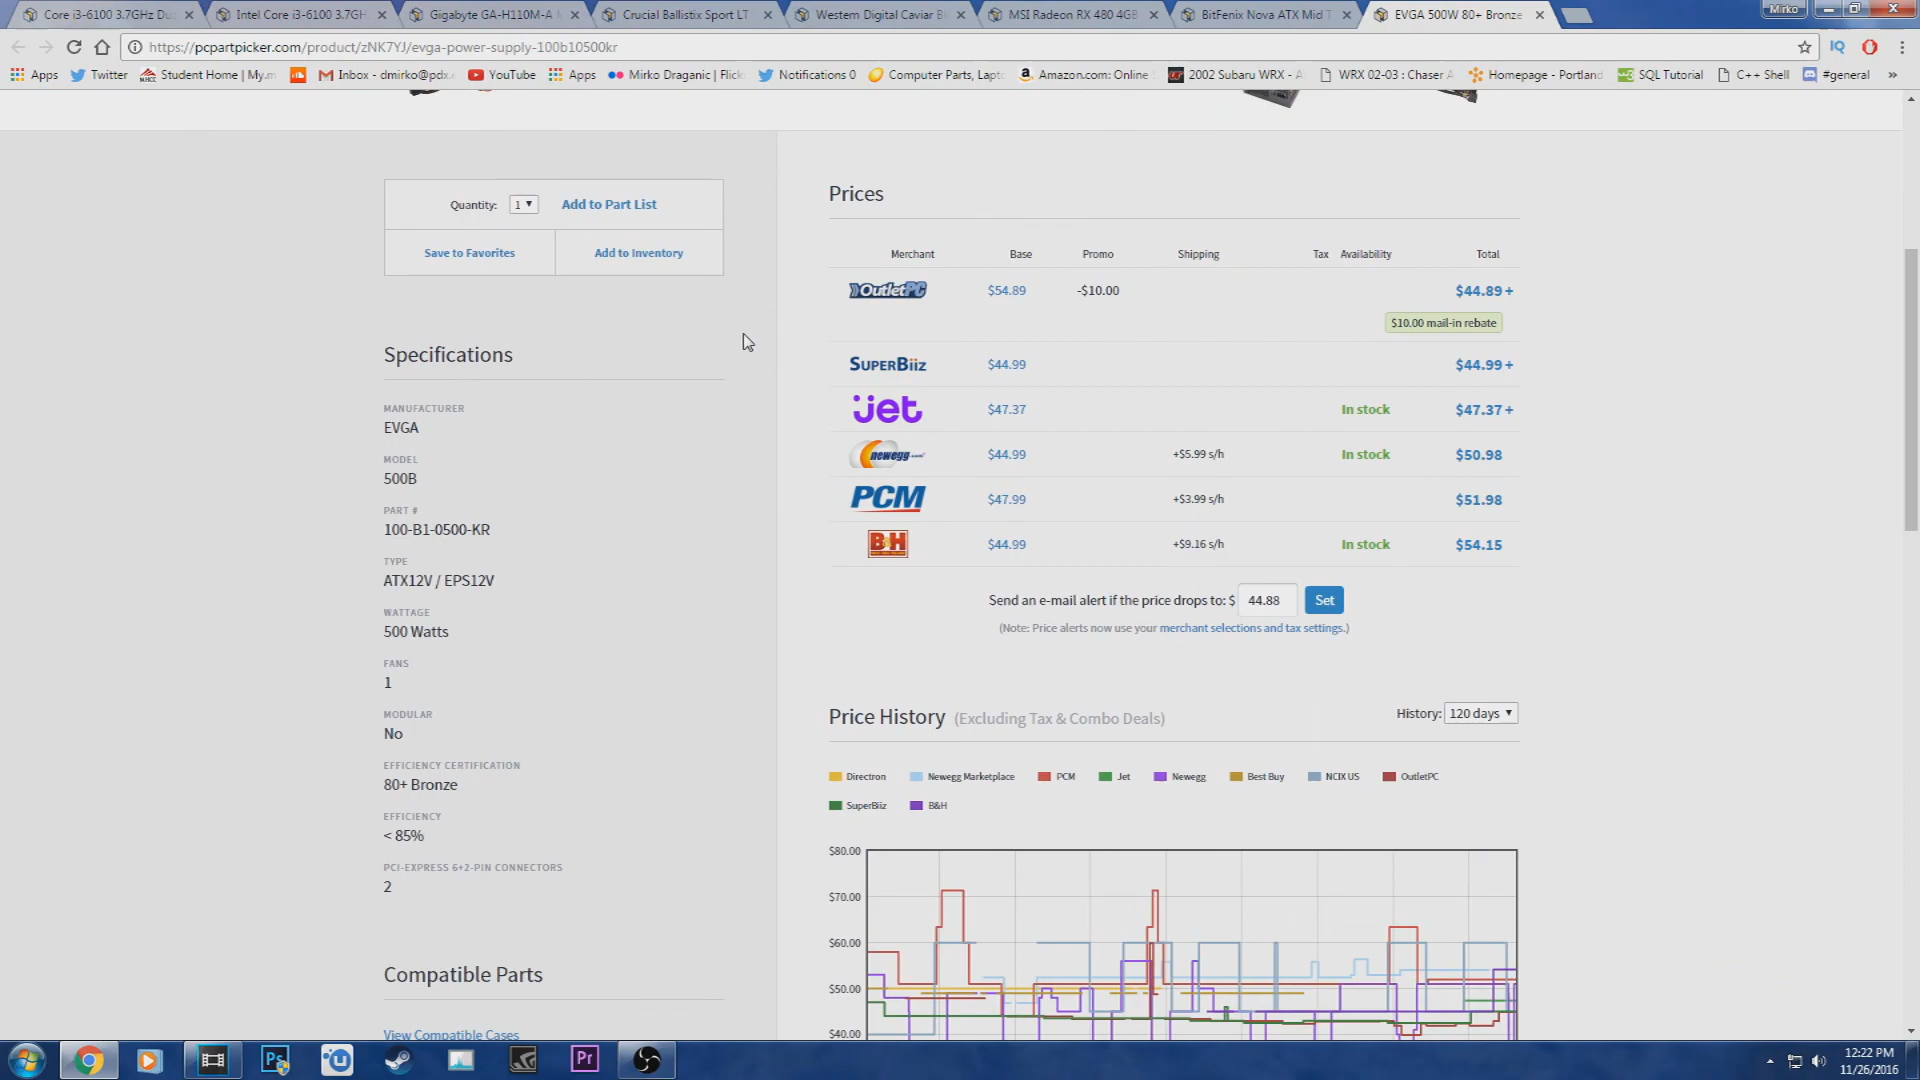 Core i3-6100 3.7GHz Du
Intel Core i3-6100 3.7GH
Gigabyte GA-H110M-A
Crucial Ballistix Sport LT
Western Digital Caviar B
MSI Radeon RX 480 4GB
BitFenix Nova ATX Mid T
EVGA 500W 80+ Bronze
Mirko
https://pcpartpicker.com/product/zNK7YJ/evga-power-supply-100b10500kr
Apps
Twitter
Student Home | My.m
Inbox - dmirko@pdx.
YouTube
Apps
Mirko Draganic | Flick
Notifications 0
Computer Parts, Lapt
Amazon.com: Online
2002 Subaru WRX - A
WRX 02-03 : Chaser A
Homepage - Portland
SQL Tutorial
C++ Shell
#general
»
Quantity: 1 Add to Part List
Save to Favorites Add to Inventory
Specifications
MANUFACTURER
EVGA
MODEL
500B
PART #
100-B1-0500-KR
TYPE
ATX12V / EPS12V
WATTAGE
500 Watts
FANS
1
MODULAR
No
EFFICIENCY CERTIFICATION
80+ Bronze
EFFICIENCY
< 85%
PCI-EXPRESS 6+2-PIN CONNECTORS
2
Compatible Parts
View Compatible Cases
Prices
Merchant Base Promo Shipping Tax Availability Total
OutletPC $54.89 -$10.00 $44.89 +
$10.00 mail-in rebate
SUPERBiiz $44.99 $44.99 +
Jet $47.37 In stock $47.37 +
newegg.com $44.99 +$5.99 s/h In stock $50.98
PCM $47.99 +$3.99 s/h $51.98
B&H $44.99 +$9.16 s/h In stock $54.15
Send an e-mail alert if the price drops to: $ 44.88 Set
(Note: Price alerts now use your merchant selections and tax settings.)
Price History (Excluding Tax & Combo Deals) History: 120 days
Directron Newegg Marketplace PCM Jet Newegg Best Buy NCIX US OutletPC
SuperBiiz B&H
$80.00
$70.00
$60.00
$50.00
$40.00
Ps
Pr
12:22 PM
11/26/2016